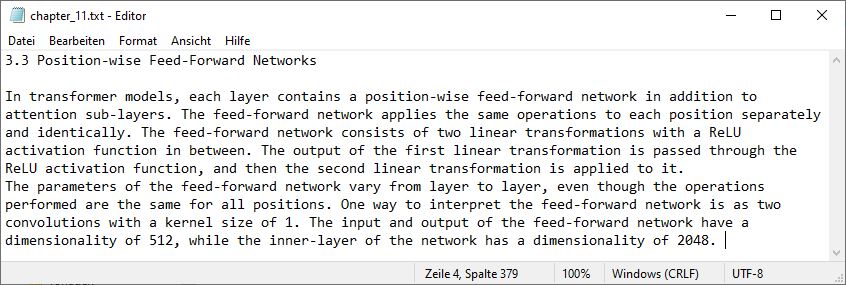 chapter_11.txt - Editor
Datei Bearbeiten Format Ansicht Hilfe
3.3 Position-wise Feed-Forward Networks
In transformer models, each layer contains a position-wise feed-forward network in addition to
attention sub-layers. The feed-forward network applies the same operations to each position separately
and identically. The feed-forward network consists of two linear transformations with a ReLU
activation function in between. The output of the first linear transformation is passed through the
ReLU activation function, and then the second linear transformation is applied to it.
The parameters of the feed-forward network vary from layer to layer, even though the operations
performed are the same for all positions. One way to interpret the feed-forward network is as two
convolutions with a kernel size of 1. The input and output of the feed-forward network have a
dimensionality of 512, while the inner-layer of the network has a dimensionality of 2048.
Zeile 4, Spalte 379 100% Windows (CRLF) UTF-8